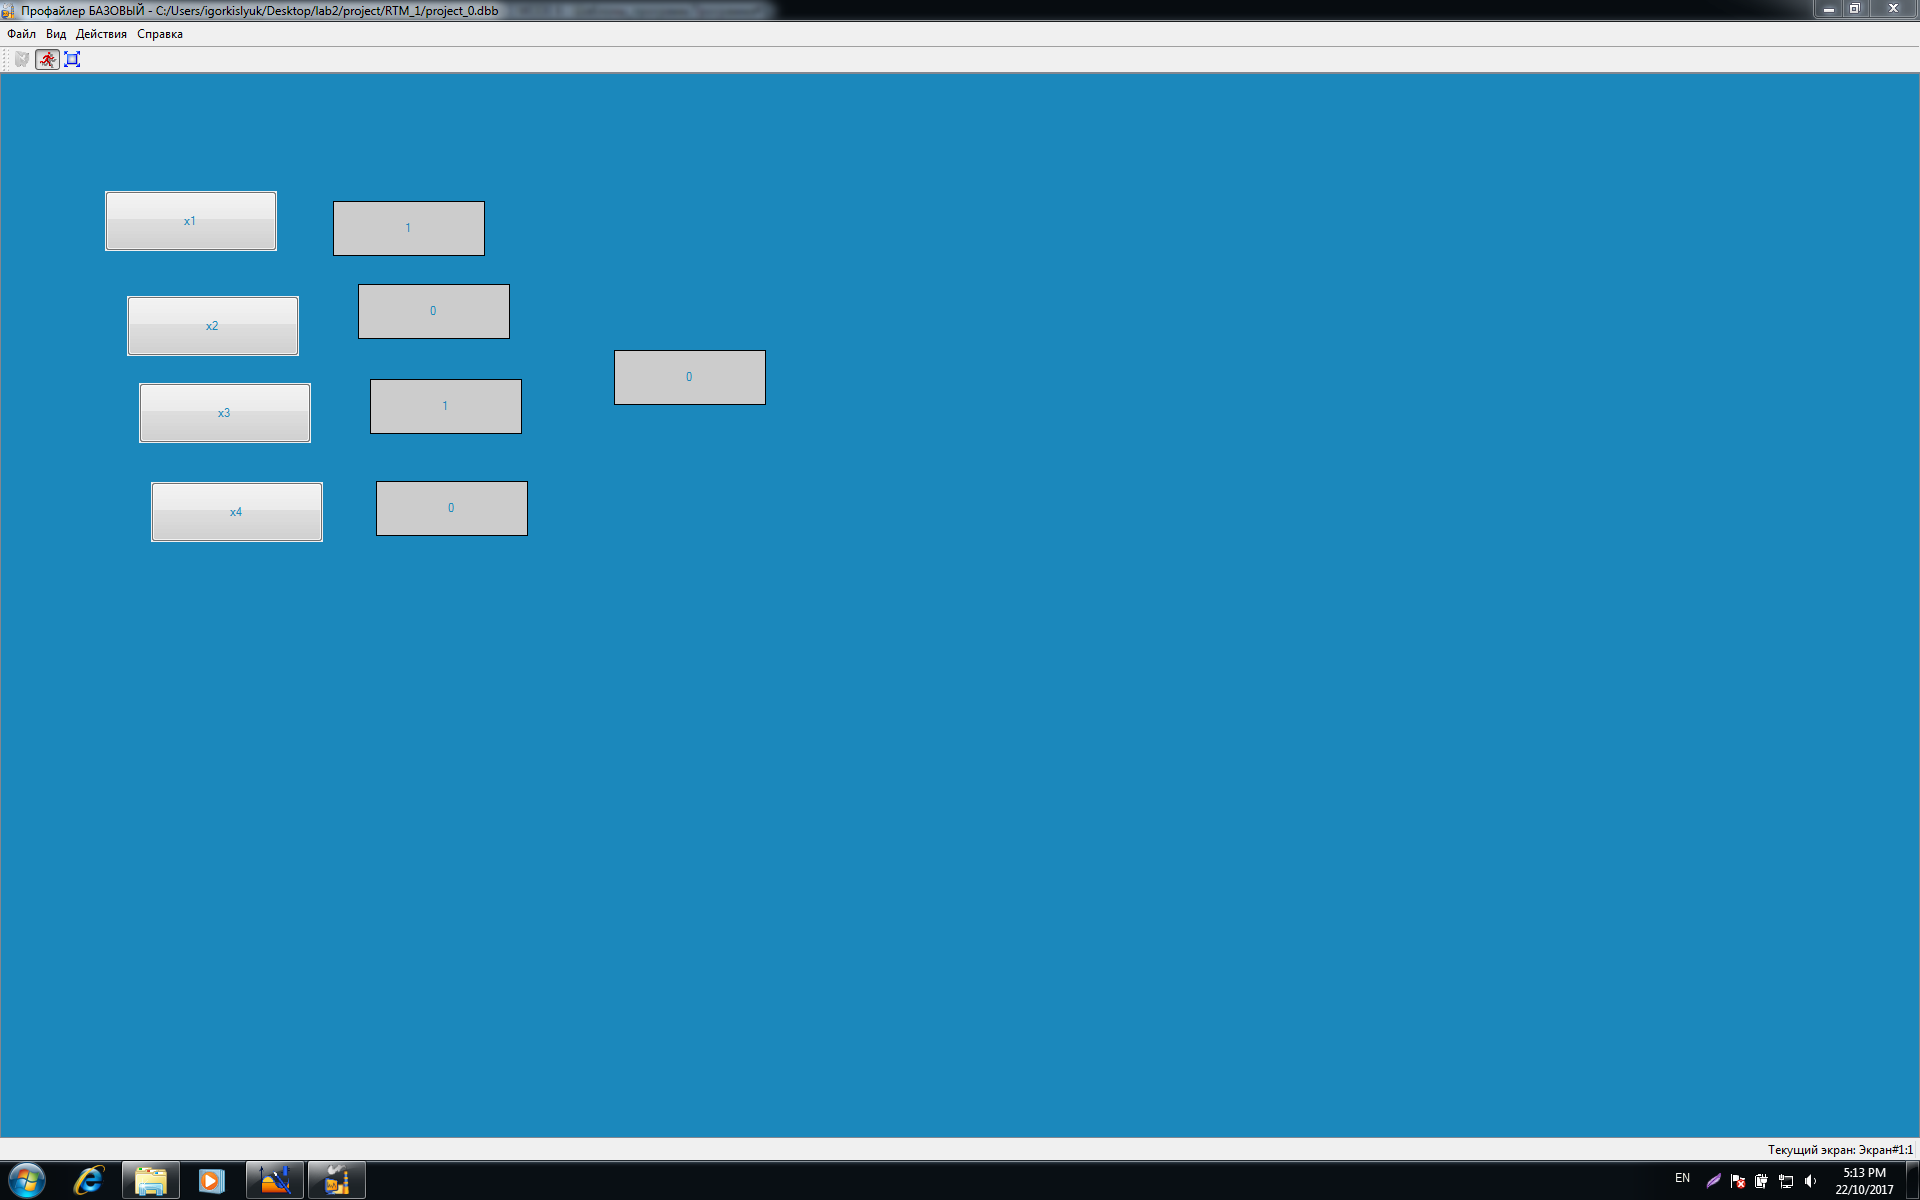 Профайлер БАЗОВЫЙ - C:/Users/igorkislyuk/Desktop/lab2/project/RTM_1/project_0.dbb
Файл Вид Действия Справка
x1 1
x2 0
0
x3 1
x4 0
Текущий экран: Экран#1:1
EN
5:13 PM
22/10/2017